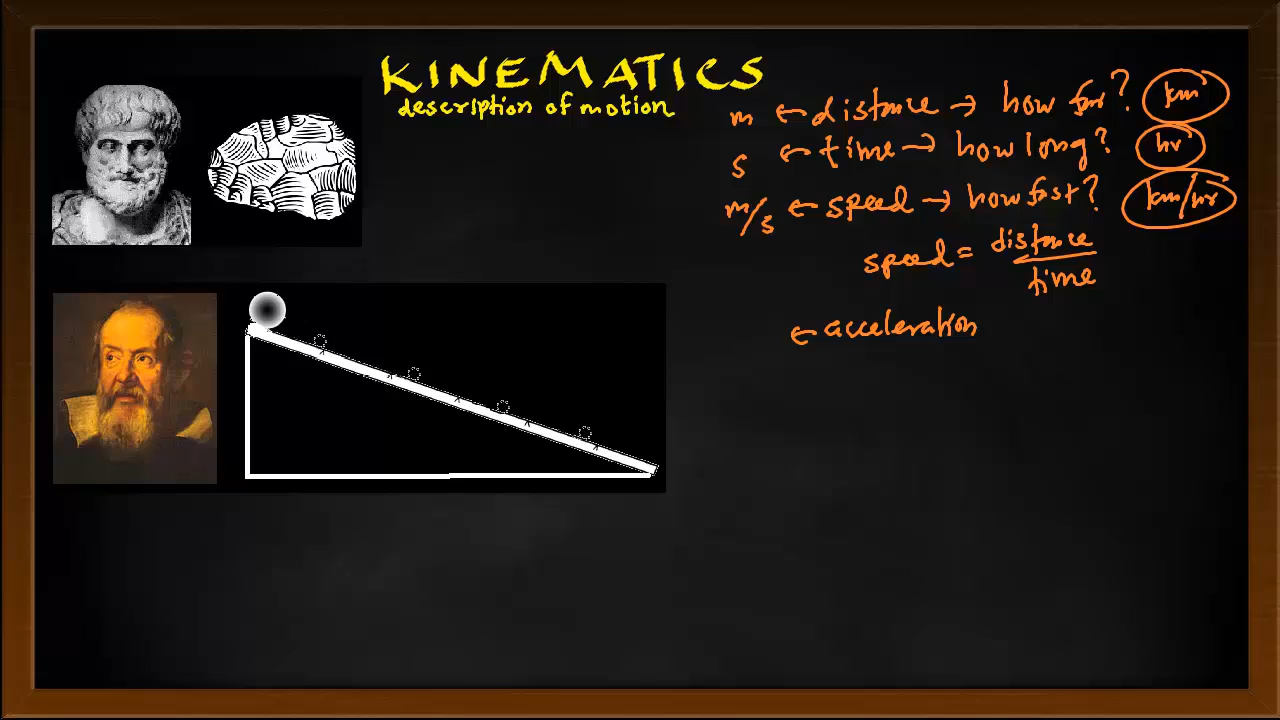 KINEMATICS
description of motion
m ← distance → how far? km
s ← time → how long? hr
m/s ← speed → how fast? km/hr
speed = distance/time
← acceleration